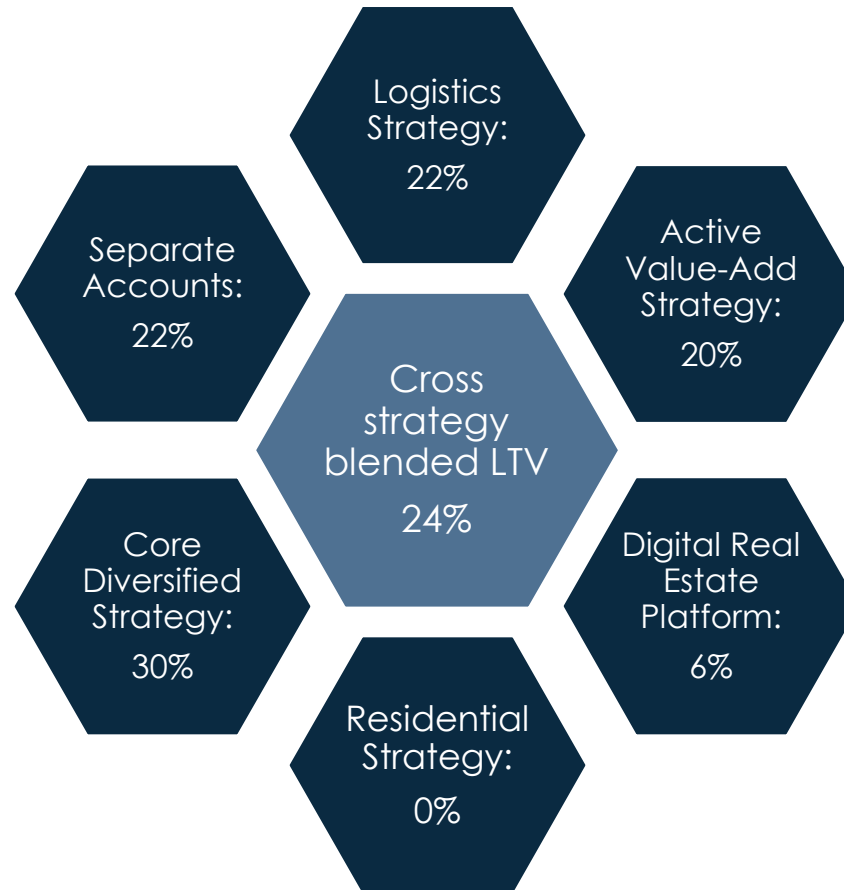 Logistics
Strategy:
22%
Active
Value-Add
Strategy:
20%
Separate
Accounts:
22%
Cross
strategy
blended LTV
24%
Core
Diversified
Strategy:
30%
Digital Real
Estate
Platform:
6%
Residential
Strategy:
0%